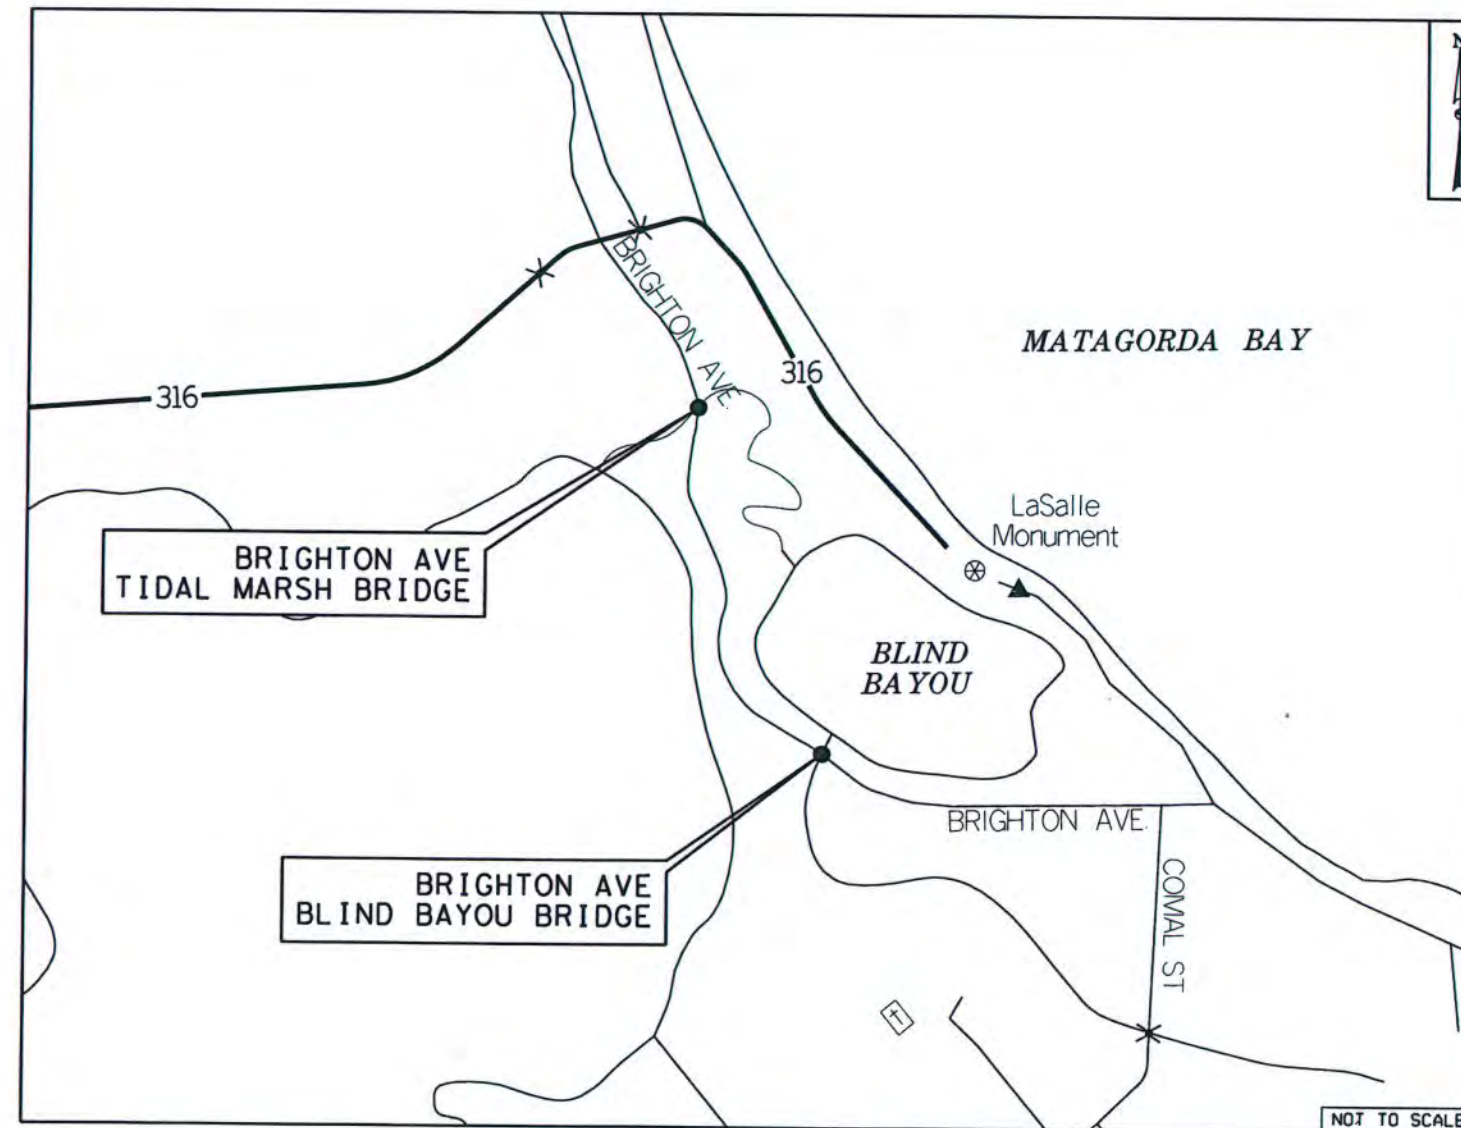 N
BRIGHTON AVE.
MATAGORDA BAY
316
316
LaSalle
Monument
BRIGHTON AVE
TIDAL MARSH BRIDGE
BLIND
BAYOU
BRIGHTON AVE.
BRIGHTON AVE
BLIND BAYOU BRIDGE
COMAL ST
NOT TO SCALE